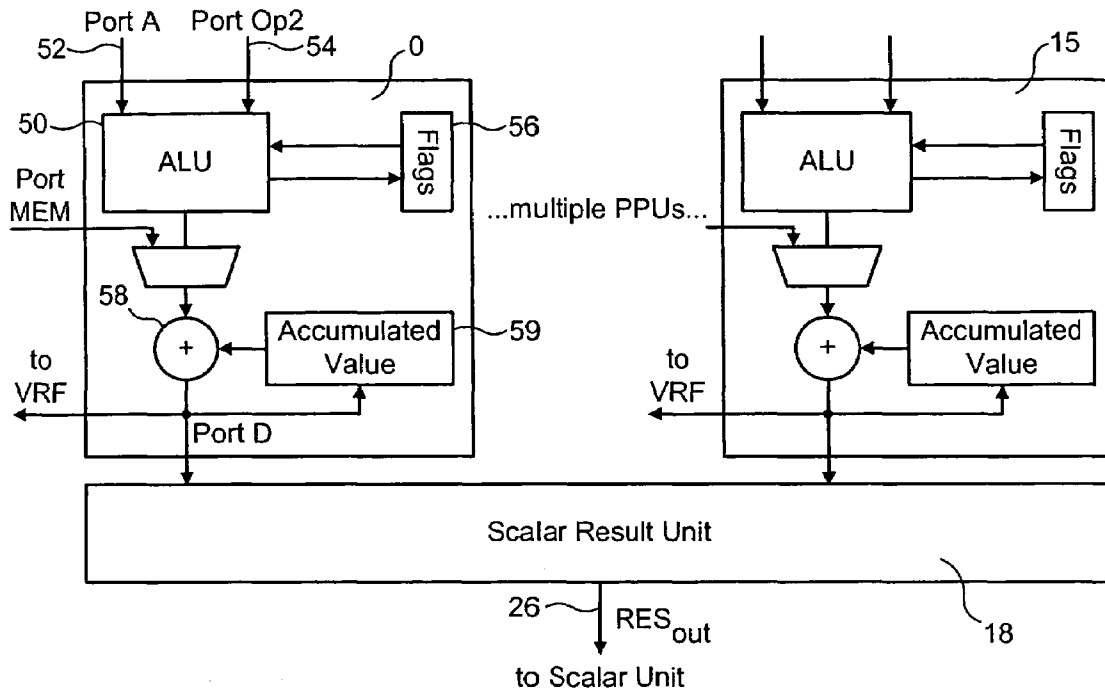 Port A
Port Op2
52
54
0
15
50
ALU
56
Flags
ALU
Flags
Port
MEM
...multiple PPUs...
58
+
Accumulated
Value
59
+
Accumulated
Value
to
VRF
to
VRF
Port D
Scalar Result Unit
26
RESout
18
to Scalar Unit